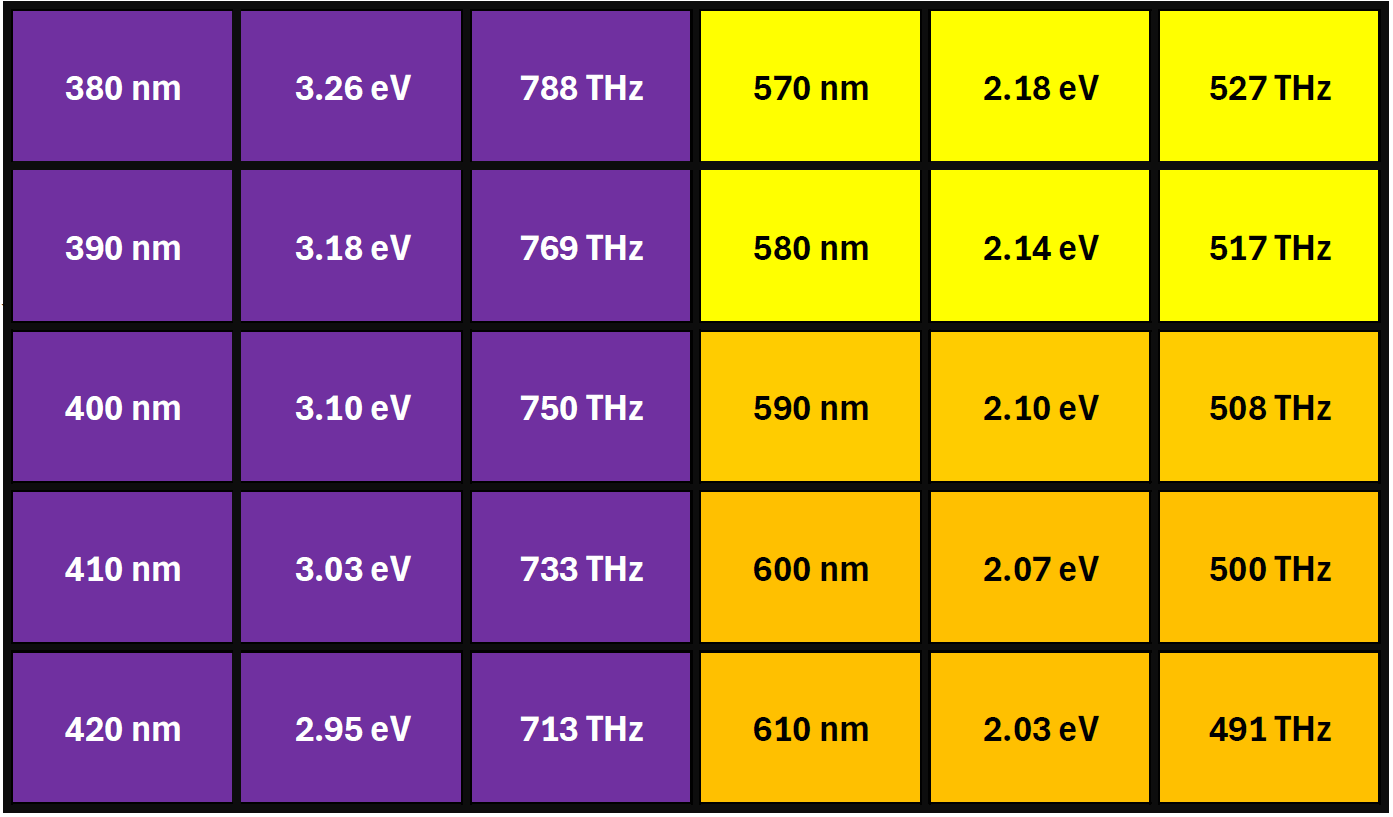 380 nm 3.26 eV 788 THz 570 nm 2.18 eV 527 THz
390 nm 3.18 eV 769 THz 580 nm 2.14 eV 517 THz
400 nm 3.10 eV 750 THz 590 nm 2.10 eV 508 THz
410 nm 3.03 eV 733 THz 600 nm 2.07 eV 500 THz
420 nm 2.95 eV 713 THz 610 nm 2.03 eV 491 THz